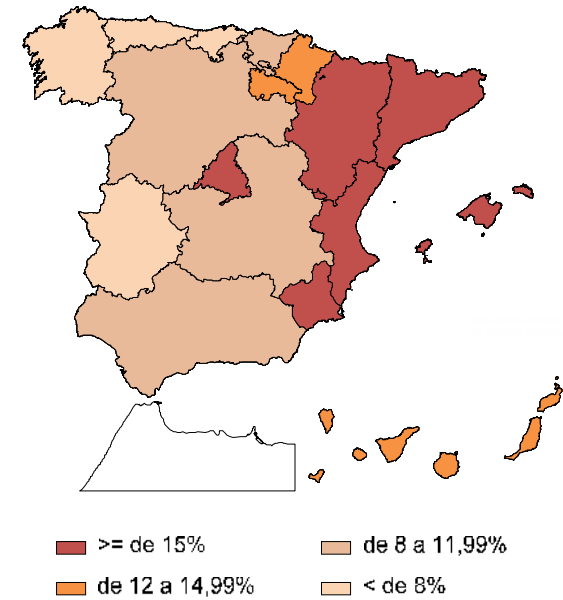 >= de 15%
de 8 a 11,99%
de 12 a 14,99%
< de 8%